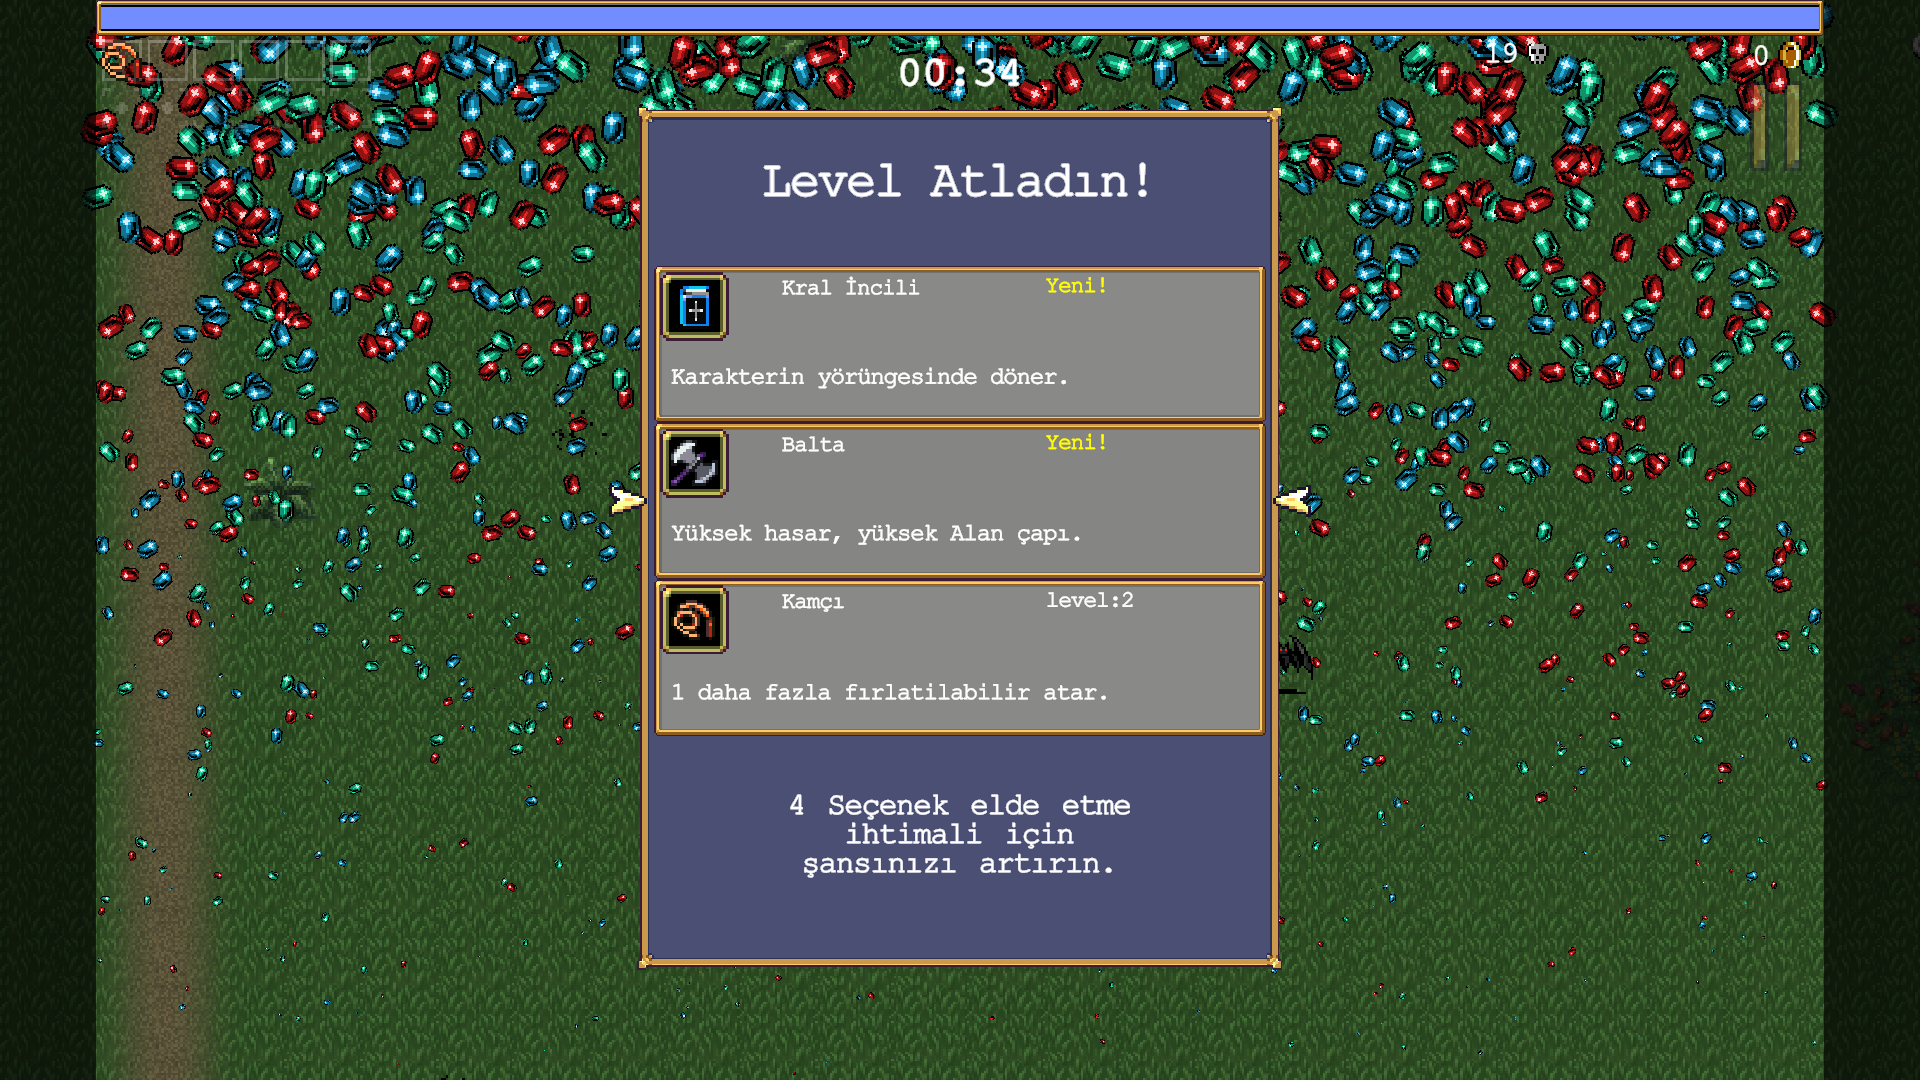 00:34
19
0
Level Atladın!
Kral İncili Yeni!
Karakterin yörüngesinde döner.
Balta Yeni!
Yüksek hasar, yüksek Alan çapı.
Kamçı level:2
1 daha fazla fırlatilabilir atar.
4 Seçenek elde etme
ihtimali için
şansınızı artırın.